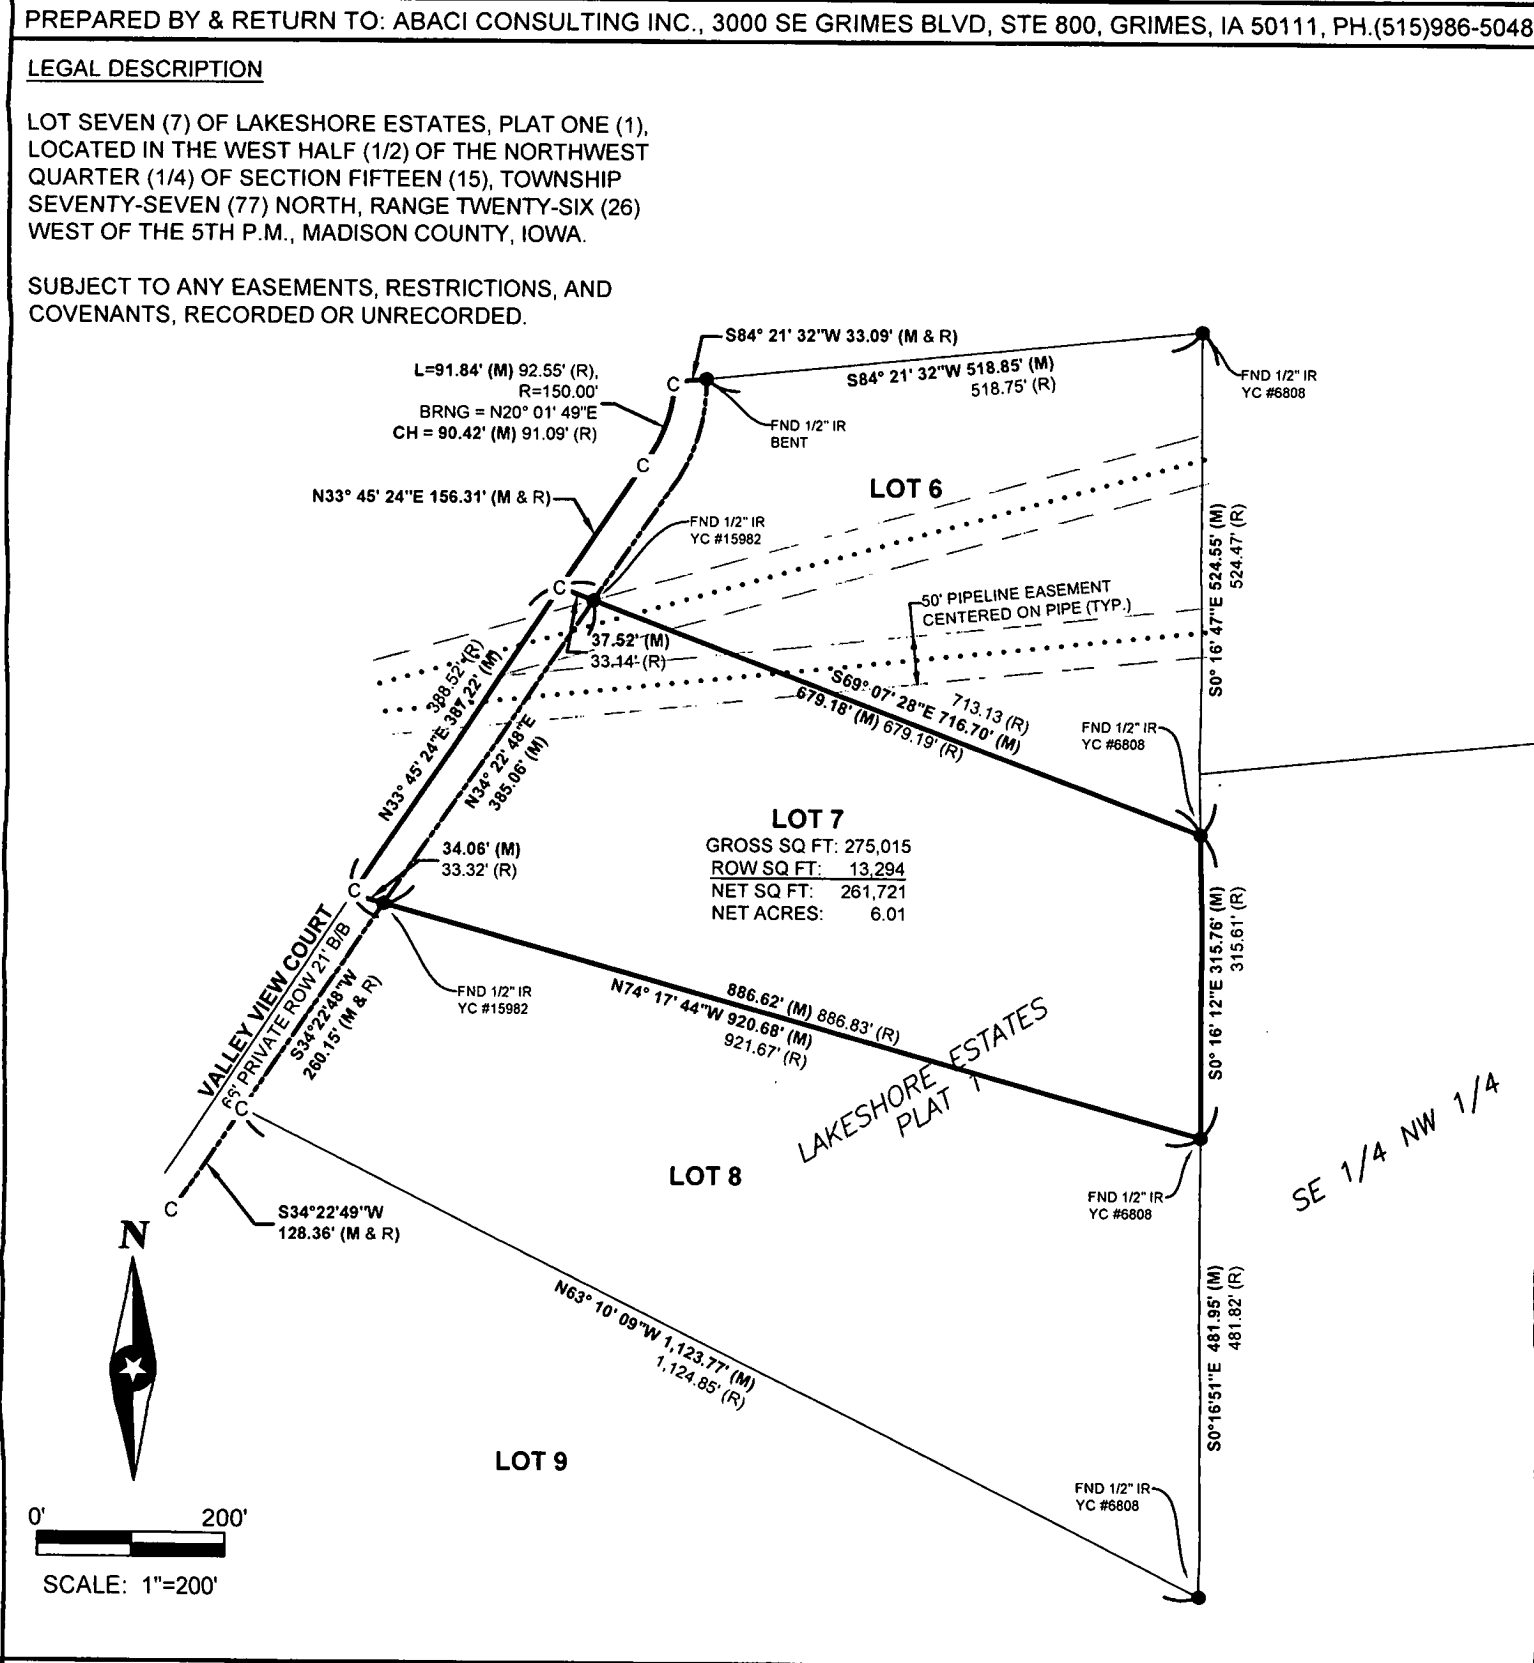 PREPARED BY & RETURN TO: ABACI CONSULTING INC., 3000 SE GRIMES BLVD, STE 800, GRIMES, IA 50111, PH.(515)986-5048
LEGAL DESCRIPTION
LOT SEVEN (7) OF LAKESHORE ESTATES, PLAT ONE (1),
LOCATED IN THE WEST HALF (1/2) OF THE NORTHWEST
QUARTER (1/4) OF SECTION FIFTEEN (15), TOWNSHIP
SEVENTY-SEVEN (77) NORTH, RANGE TWENTY-SIX (26)
WEST OF THE 5TH P.M., MADISON COUNTY, IOWA.
SUBJECT TO ANY EASEMENTS, RESTRICTIONS, AND
COVENANTS, RECORDED OR UNRECORDED.
S84° 21' 32"W 33.09' (M & R)
L=91.84' (M) 92.55' (R),
R=150.00'
BRNG = N20° 01' 49"E
CH = 90.42' (M) 91.09' (R)
C
S84° 21' 32"W 518.85' (M)
518.75' (R)
FND 1/2" IR
YC #6808
FND 1/2" IR
BENT
C
N33° 45' 24"E 156.31' (M & R)
LOT 6
FND 1/2" IR
YC #15982
S0° 16' 47"E 524.55' (M)
524.47' (R)
C
50' PIPELINE EASEMENT
CENTERED ON PIPE (TYP.)
37.52' (M)
33.14' (R)
388.52' (R)
N33° 45' 24"E 387.22' (M)
N34° 22' 48"E
385.06' (M)
713.13 (R)
S69° 07' 28"E 716.70' (M)
679.18' (M) 679.19' (R)
FND 1/2" IR
YC #6808
LOT 7
GROSS SQ FT: 275,015
ROW SQ FT: 13,294
NET SQ FT: 261,721
NET ACRES: 6.01
34.06' (M)
33.32' (R)
C
S0° 16' 12"E 315.76' (M)
315.61' (R)
VALLEY VIEW COURT
66' PRIVATE ROW 21' B/B
S34°22'48"W
260.15' (M & R)
FND 1/2" IR
YC #15982
886.62' (M) 886.83' (R)
N74° 17' 44"W 920.68' (M)
921.67' (R)
LAKESHORE ESTATES
PLAT 1
C
SE 1/4 NW 1/4
LOT 8
FND 1/2" IR
YC #6808
C
S34°22'49"W
128.36' (M & R)
N
N63° 10' 09"W 1,123.77' (M)
1,124.85' (R)
S0°16'51"E 481.95' (M)
481.82' (R)
LOT 9
FND 1/2" IR
YC #6808
0' 200'
SCALE: 1"=200'